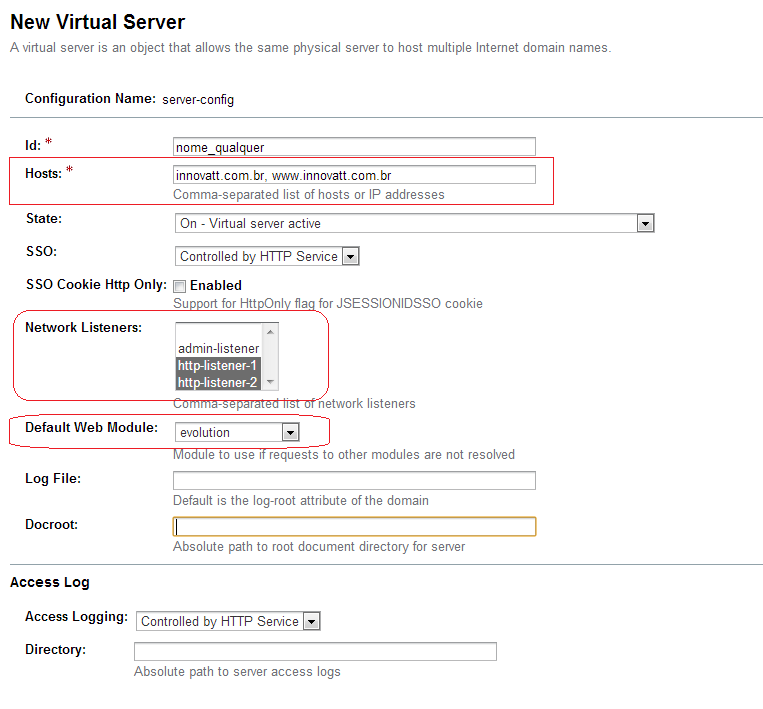 New Virtual Server
A virtual server is an object that allows the same physical server to host multiple Internet domain names.
Configuration Name: server-config
Id: * nome_qualquer
Hosts: * innovatt.com.br, www.innovatt.com.br
Comma-separated list of hosts or IP addresses
State: On - Virtual server active
SSO: Controlled by HTTP Service
SSO Cookie Http Only: Enabled
Support for HttpOnly flag for JSESSIONIDSSO cookie
Network Listeners:
admin-listener
http-listener-1
http-listener-2
Comma-separated list of network listeners
Default Web Module: evolution
Module to use if requests to other modules are not resolved
Log File:
Default is the log-root attribute of the domain
Docroot:
Absolute path to root document directory for server
Access Log
Access Logging: Controlled by HTTP Service
Directory:
Absolute path to server access logs